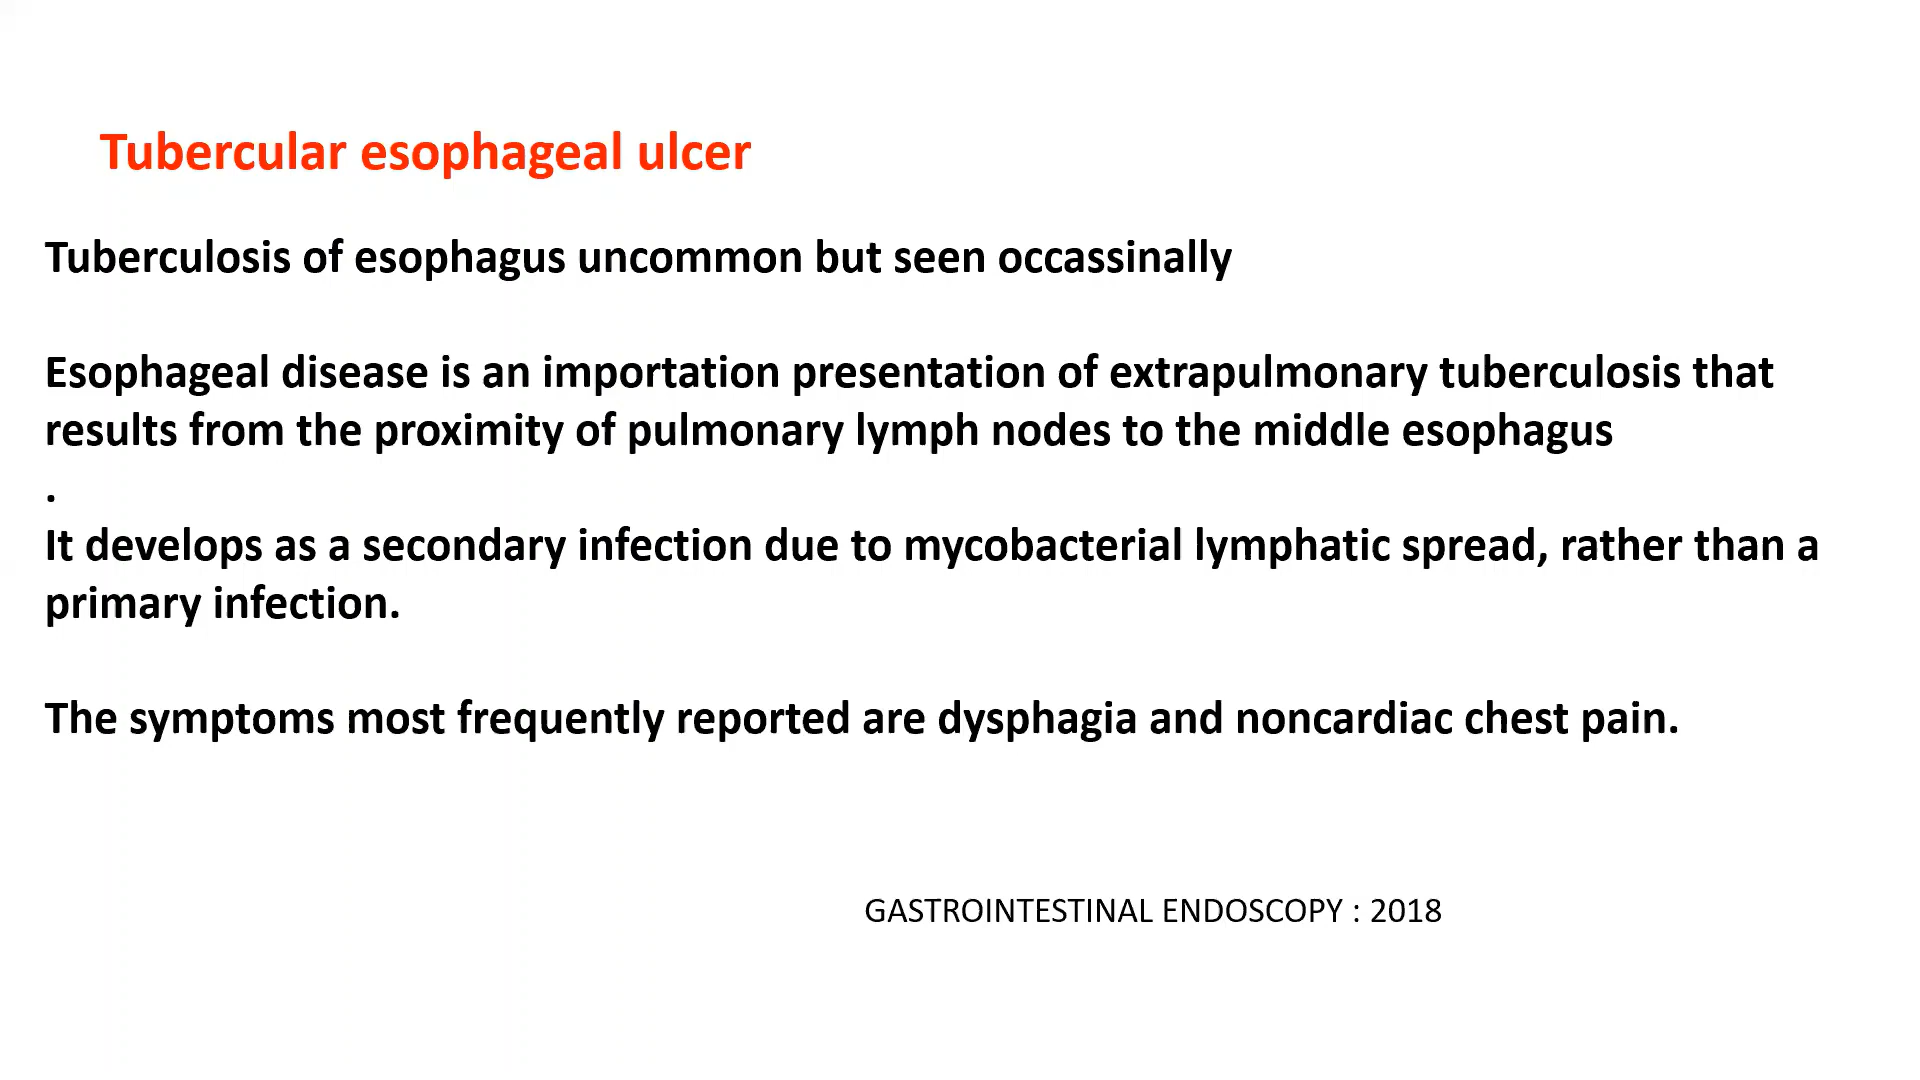 Tubercular esophageal ulcer
Tuberculosis of esophagus uncommon but seen occassinally
Esophageal disease is an importation presentation of extrapulmonary tuberculosis that
results from the proximity of pulmonary lymph nodes to the middle esophagus
.
It develops as a secondary infection due to mycobacterial lymphatic spread, rather than a
primary infection.
The symptoms most frequently reported are dysphagia and noncardiac chest pain.
GASTROINTESTINAL ENDOSCOPY : 2018